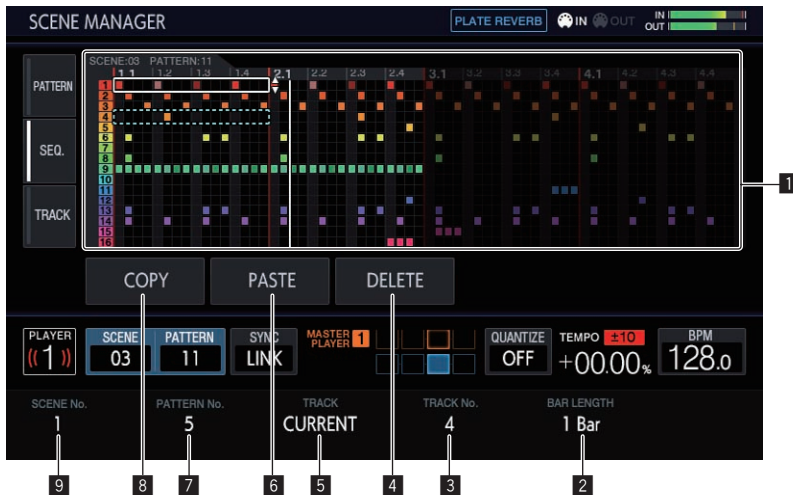 SCENE MANAGER
PLATE REVERB
IN
OUT
IN
OUT
SCENE:03 PATTERN:11
1.1 1.2 1.3 1.4 2.1 2.2 2.3 2.4 3.1 3.2 3.3 3.4 4.1 4.2 4.3 4.4
PATTERN
SEQ.
TRACK
1
2
3
4
5
6
7
8
9
10
11
12
13
14
15
16
1
COPY
PASTE
DELETE
PLAYER
1
SCENE
03
PATTERN
11
SYNC
LINK
MASTER
PLAYER 1
QUANTIZE
OFF
TEMPO ±10
+00.00%
BPM
128.0
SCENE No.
1
PATTERN No.
5
TRACK
CURRENT
TRACK No.
4
BAR LENGTH
1 Bar
9 8 7 6 5 4 3 2